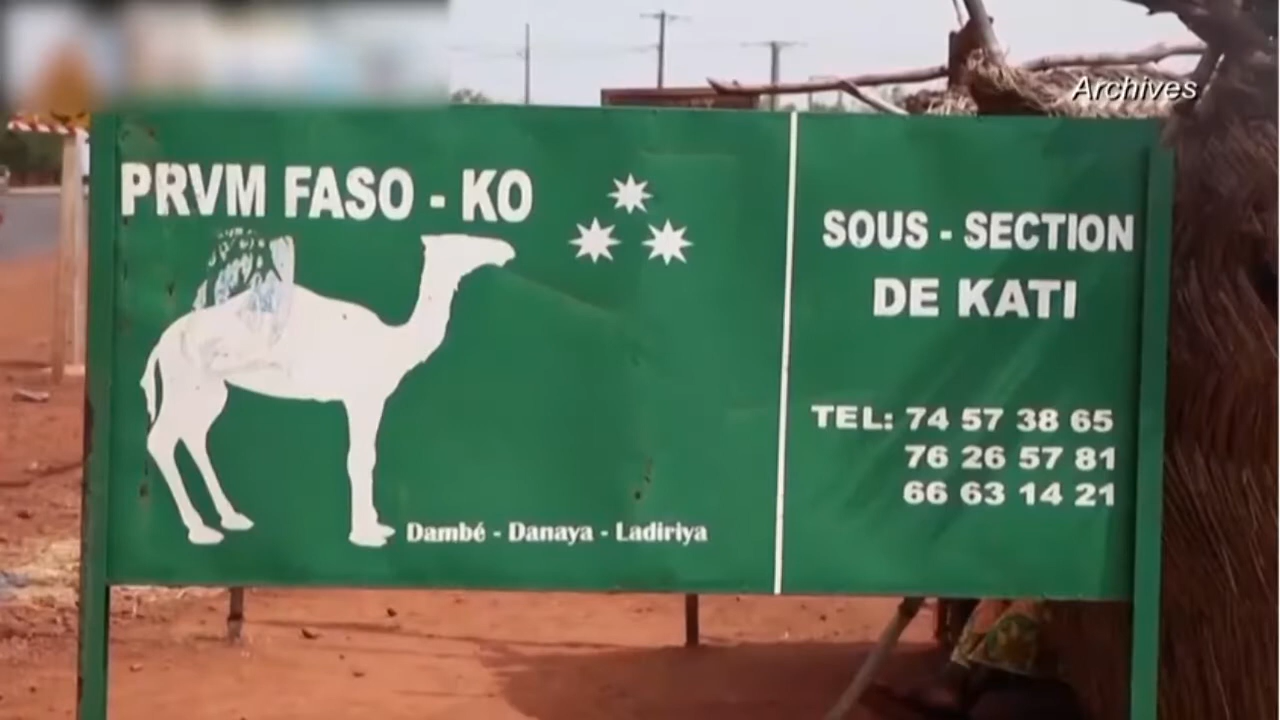 Archives
PRVM FASO - KO
Dambé - Danaya - Ladiriya
SOUS - SECTION
DE KATI
TEL: 74 57 38 65
76 26 57 81
66 63 14 21